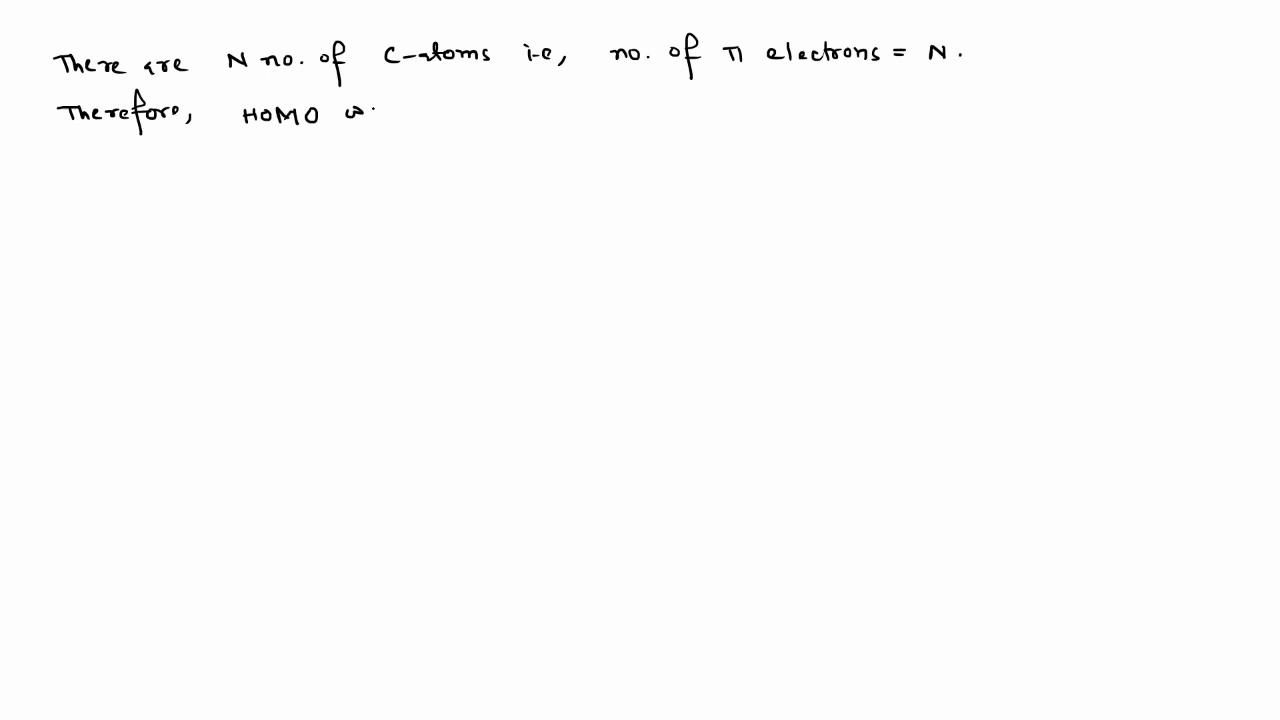 There are N no. of C-atoms i-e, no. of π electrons = N.
Therefore, HOMO